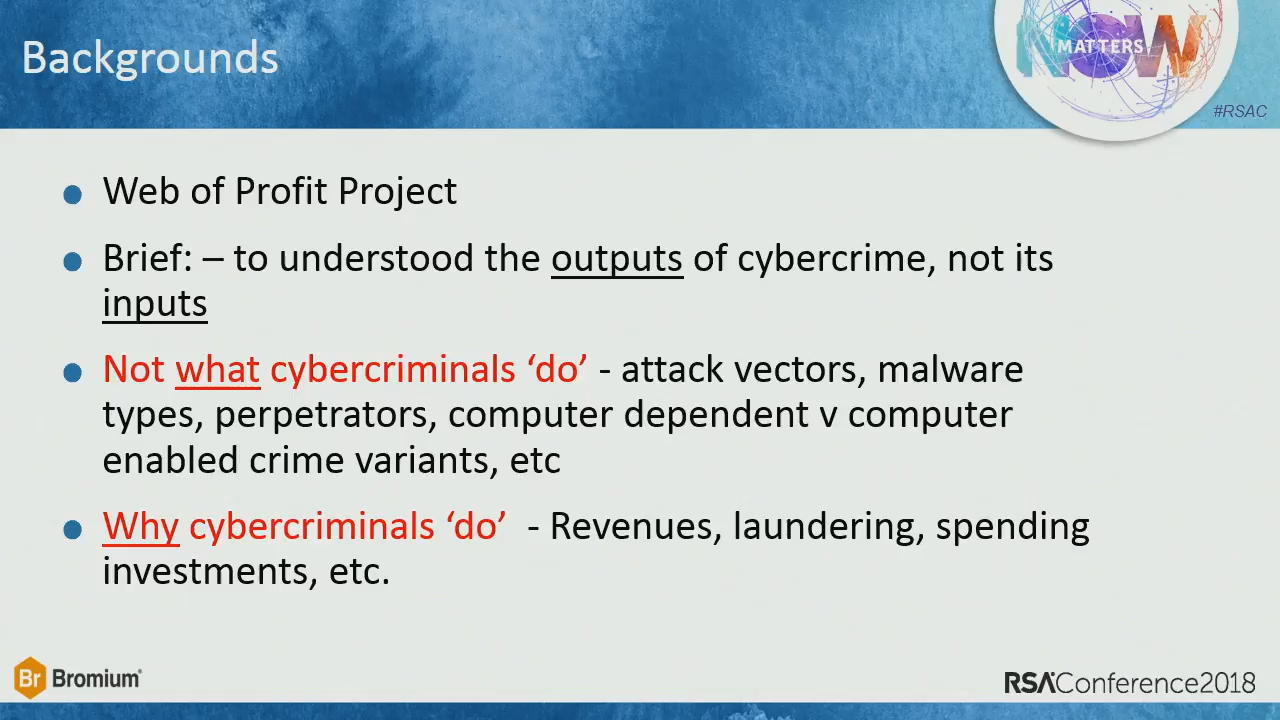 Backgrounds
NOW
MATTERS
#RSAC
Web of Profit Project
Brief: – to understood the outputs of cybercrime, not its
inputs
Not what cybercriminals ‘do’ - attack vectors, malware
types, perpetrators, computer dependent v computer
enabled crime variants, etc
Why cybercriminals ‘do’ - Revenues, laundering, spending
investments, etc.
Br Bromium
RSAConference2018